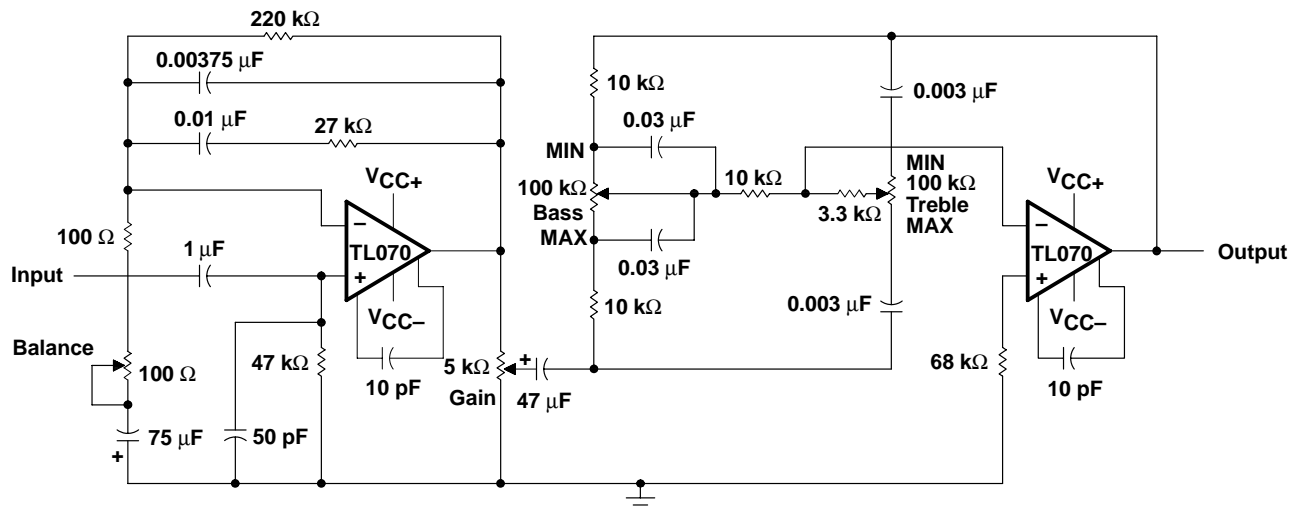 220 kΩ
0.00375 µF
0.01 µF
27 kΩ
100 Ω
1 µF
Input
Balance
100 Ω
75 µF
+
50 pF
47 kΩ
VCC+
−
TL070
+
VCC−
10 pF
5 kΩ
Gain
+
47 µF
10 kΩ
0.03 µF
MIN
100 kΩ
Bass
MAX
0.03 µF
10 kΩ
10 kΩ
3.3 kΩ
0.003 µF
MIN
100 kΩ
Treble
MAX
0.003 µF
VCC+
−
TL070
+
VCC−
68 kΩ
10 pF
Output